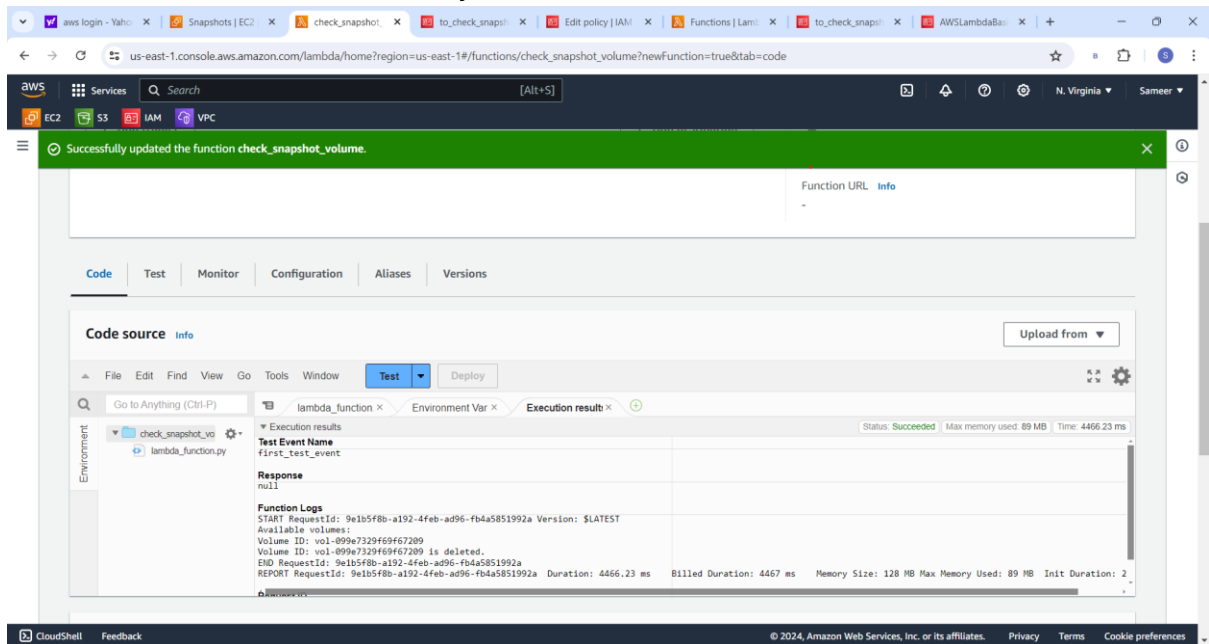 aws login - Yaho
Snapshots | EC2
check_snapshot_
to_check_snapsh
Edit policy | IAM
Functions | Lamb
to_check_snapsh
AWSLambdaBas
us-east-1.console.aws.amazon.com/lambda/home?region=us-east-1#/functions/check_snapshot_volume?newFunction=true&tab=code
S
aws
Services
Search
[Alt+S]
N. Virginia
Sameer
EC2
S3
IAM
VPC
Successfully updated the function check_snapshot_volume.
Function URL Info
-
Code
Test
Monitor
Configuration
Aliases
Versions
Code source Info
Upload from
File Edit Find View Go Tools Window
Test
Deploy
Go to Anything (Ctrl-P)
lambda_function
Environment Var
Execution result
Environment
check_snapshot_vo
lambda_function.py
Execution results
Status: Succeeded
Max memory used: 89 MB
Time: 4466.23 ms
Test Event Name
first_test_event
Response
null
Function Logs
START RequestId: 9e1b5f8b-a192-4feb-ad96-fb4a5851992a Version: $LATEST
Available volumes:
Volume ID: vol-099e7329f69f67209
Volume ID: vol-099e7329f69f67209 is deleted.
END RequestId: 9e1b5f8b-a192-4feb-ad96-fb4a5851992a
REPORT RequestId: 9e1b5f8b-a192-4feb-ad96-fb4a5851992a Duration: 4466.23 ms Billed Duration: 4467 ms Memory Size: 128 MB Max Memory Used: 89 MB Init Duration: 2
CloudShell
Feedback
© 2024, Amazon Web Services, Inc. or its affiliates.
Privacy
Terms
Cookie preferences